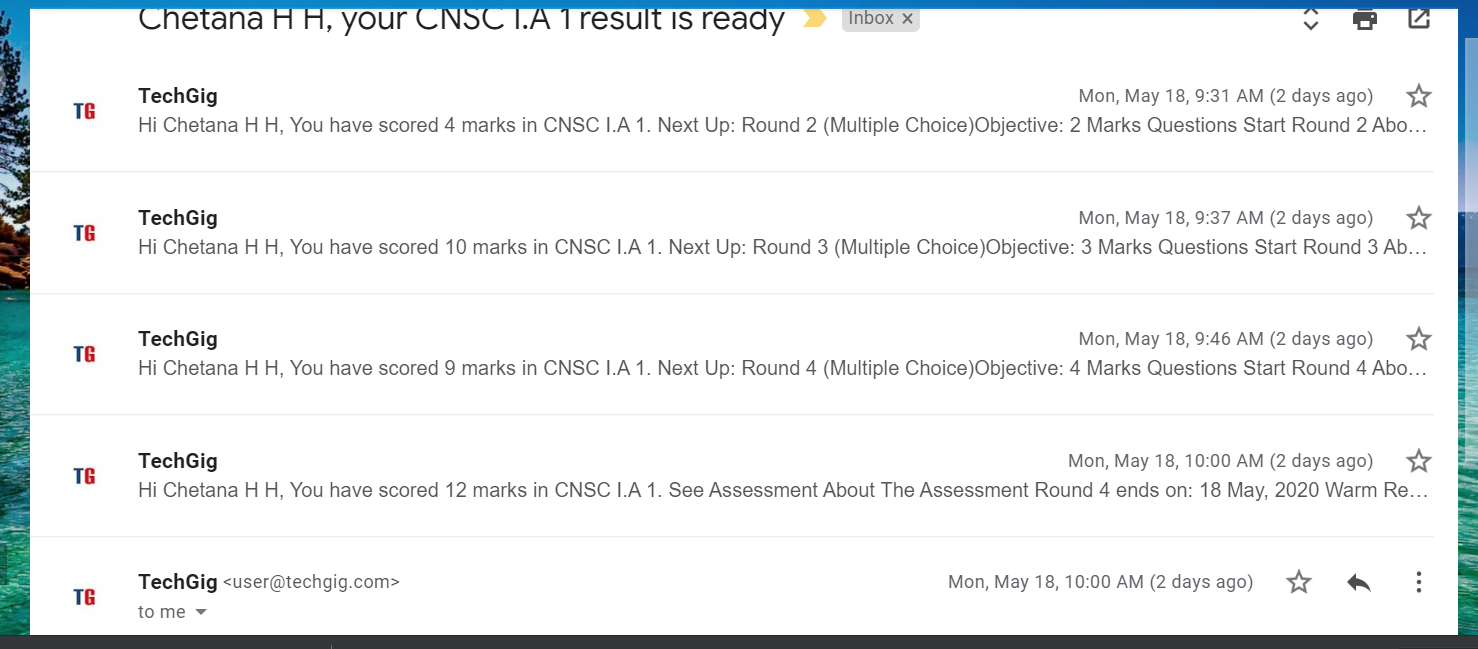 Chetana H H, your CNSC I.A 1 result is ready Inbox ×
TechGig Mon, May 18, 9:31 AM (2 days ago)
TG
Hi Chetana H H, You have scored 4 marks in CNSC I.A 1. Next Up: Round 2 (Multiple Choice)Objective: 2 Marks Questions Start Round 2 Abo…
TechGig Mon, May 18, 9:37 AM (2 days ago)
TG
Hi Chetana H H, You have scored 10 marks in CNSC I.A 1. Next Up: Round 3 (Multiple Choice)Objective: 3 Marks Questions Start Round 3 Ab…
TechGig Mon, May 18, 9:46 AM (2 days ago)
TG
Hi Chetana H H, You have scored 9 marks in CNSC I.A 1. Next Up: Round 4 (Multiple Choice)Objective: 4 Marks Questions Start Round 4 Abo…
TechGig Mon, May 18, 10:00 AM (2 days ago)
TG
Hi Chetana H H, You have scored 12 marks in CNSC I.A 1. See Assessment About The Assessment Round 4 ends on: 18 May, 2020 Warm Re…
TechGig <user@techgig.com> Mon, May 18, 10:00 AM (2 days ago)
TG
to me